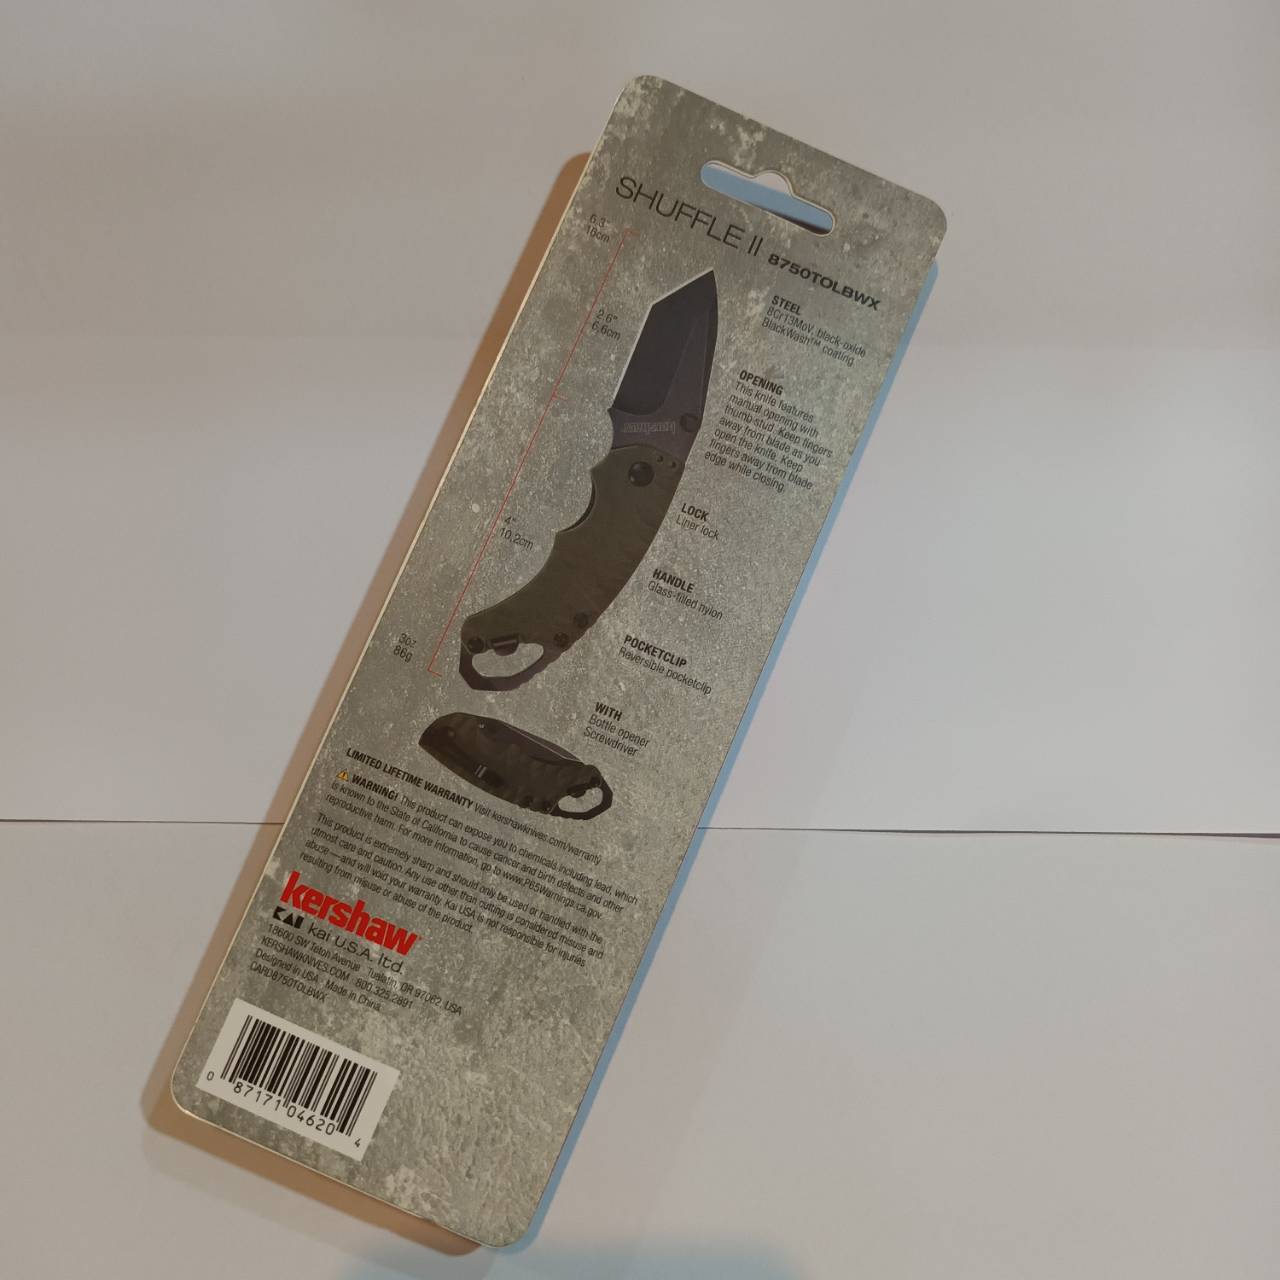 SHUFFLE II 8750TOLBWX
6.3"
16cm
2.6"
6.6cm
4"
10.2cm
3oz
86g
STEEL
8Cr13MoV, black-oxide
BlackWash™ coating
OPENING
This knife features
manual opening with
thumb stud. Keep fingers
away from blade as you
open the knife. Keep
fingers away from blade
edge while closing.
LOCK
Liner lock
HANDLE
Glass-filled nylon
POCKETCLIP
Reversible pocketclip
WITH
Bottle opener
Screwdriver
kershaw
LIMITED LIFETIME WARRANTY Visit kershawknives.com/warranty
WARNING! This product can expose you to chemicals including lead, which
is known to the State of California to cause cancer and birth defects and other
reproductive harm. For more information, go to www.P65Warnings.ca.gov.
This product is extremely sharp and should only be used or handled with the
utmost care and caution. Any use other than cutting is considered misuse and
abuse—and will void your warranty. Kai USA is not responsible for injuries
resulting from misuse or abuse of the product.
kershaw
KAI kai U.S.A. ltd.
18600 SW Teton Avenue Tualatin, OR 97062, USA
KERSHAWKNIVES.COM 800.325.2891
Designed in USA Made in China
CARD8750TOLBWX
0 87171 04620 4